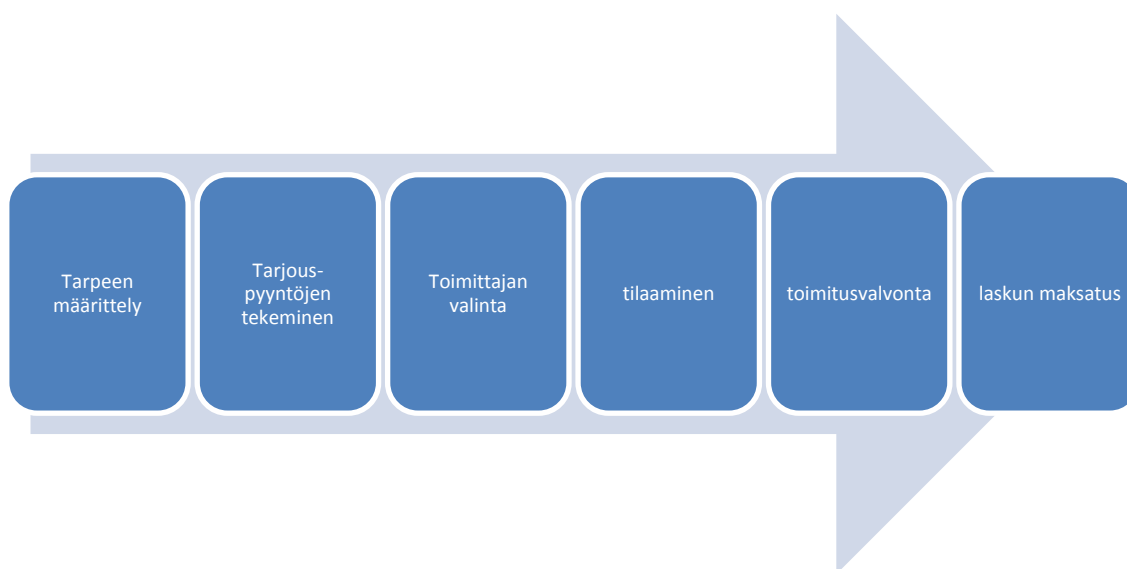 Tarpeen
määrittely
Tarjous-
pyyntöjen
tekeminen
Toimittajan
valinta
tilaaminen
toimitusvalvonta
laskun maksatus